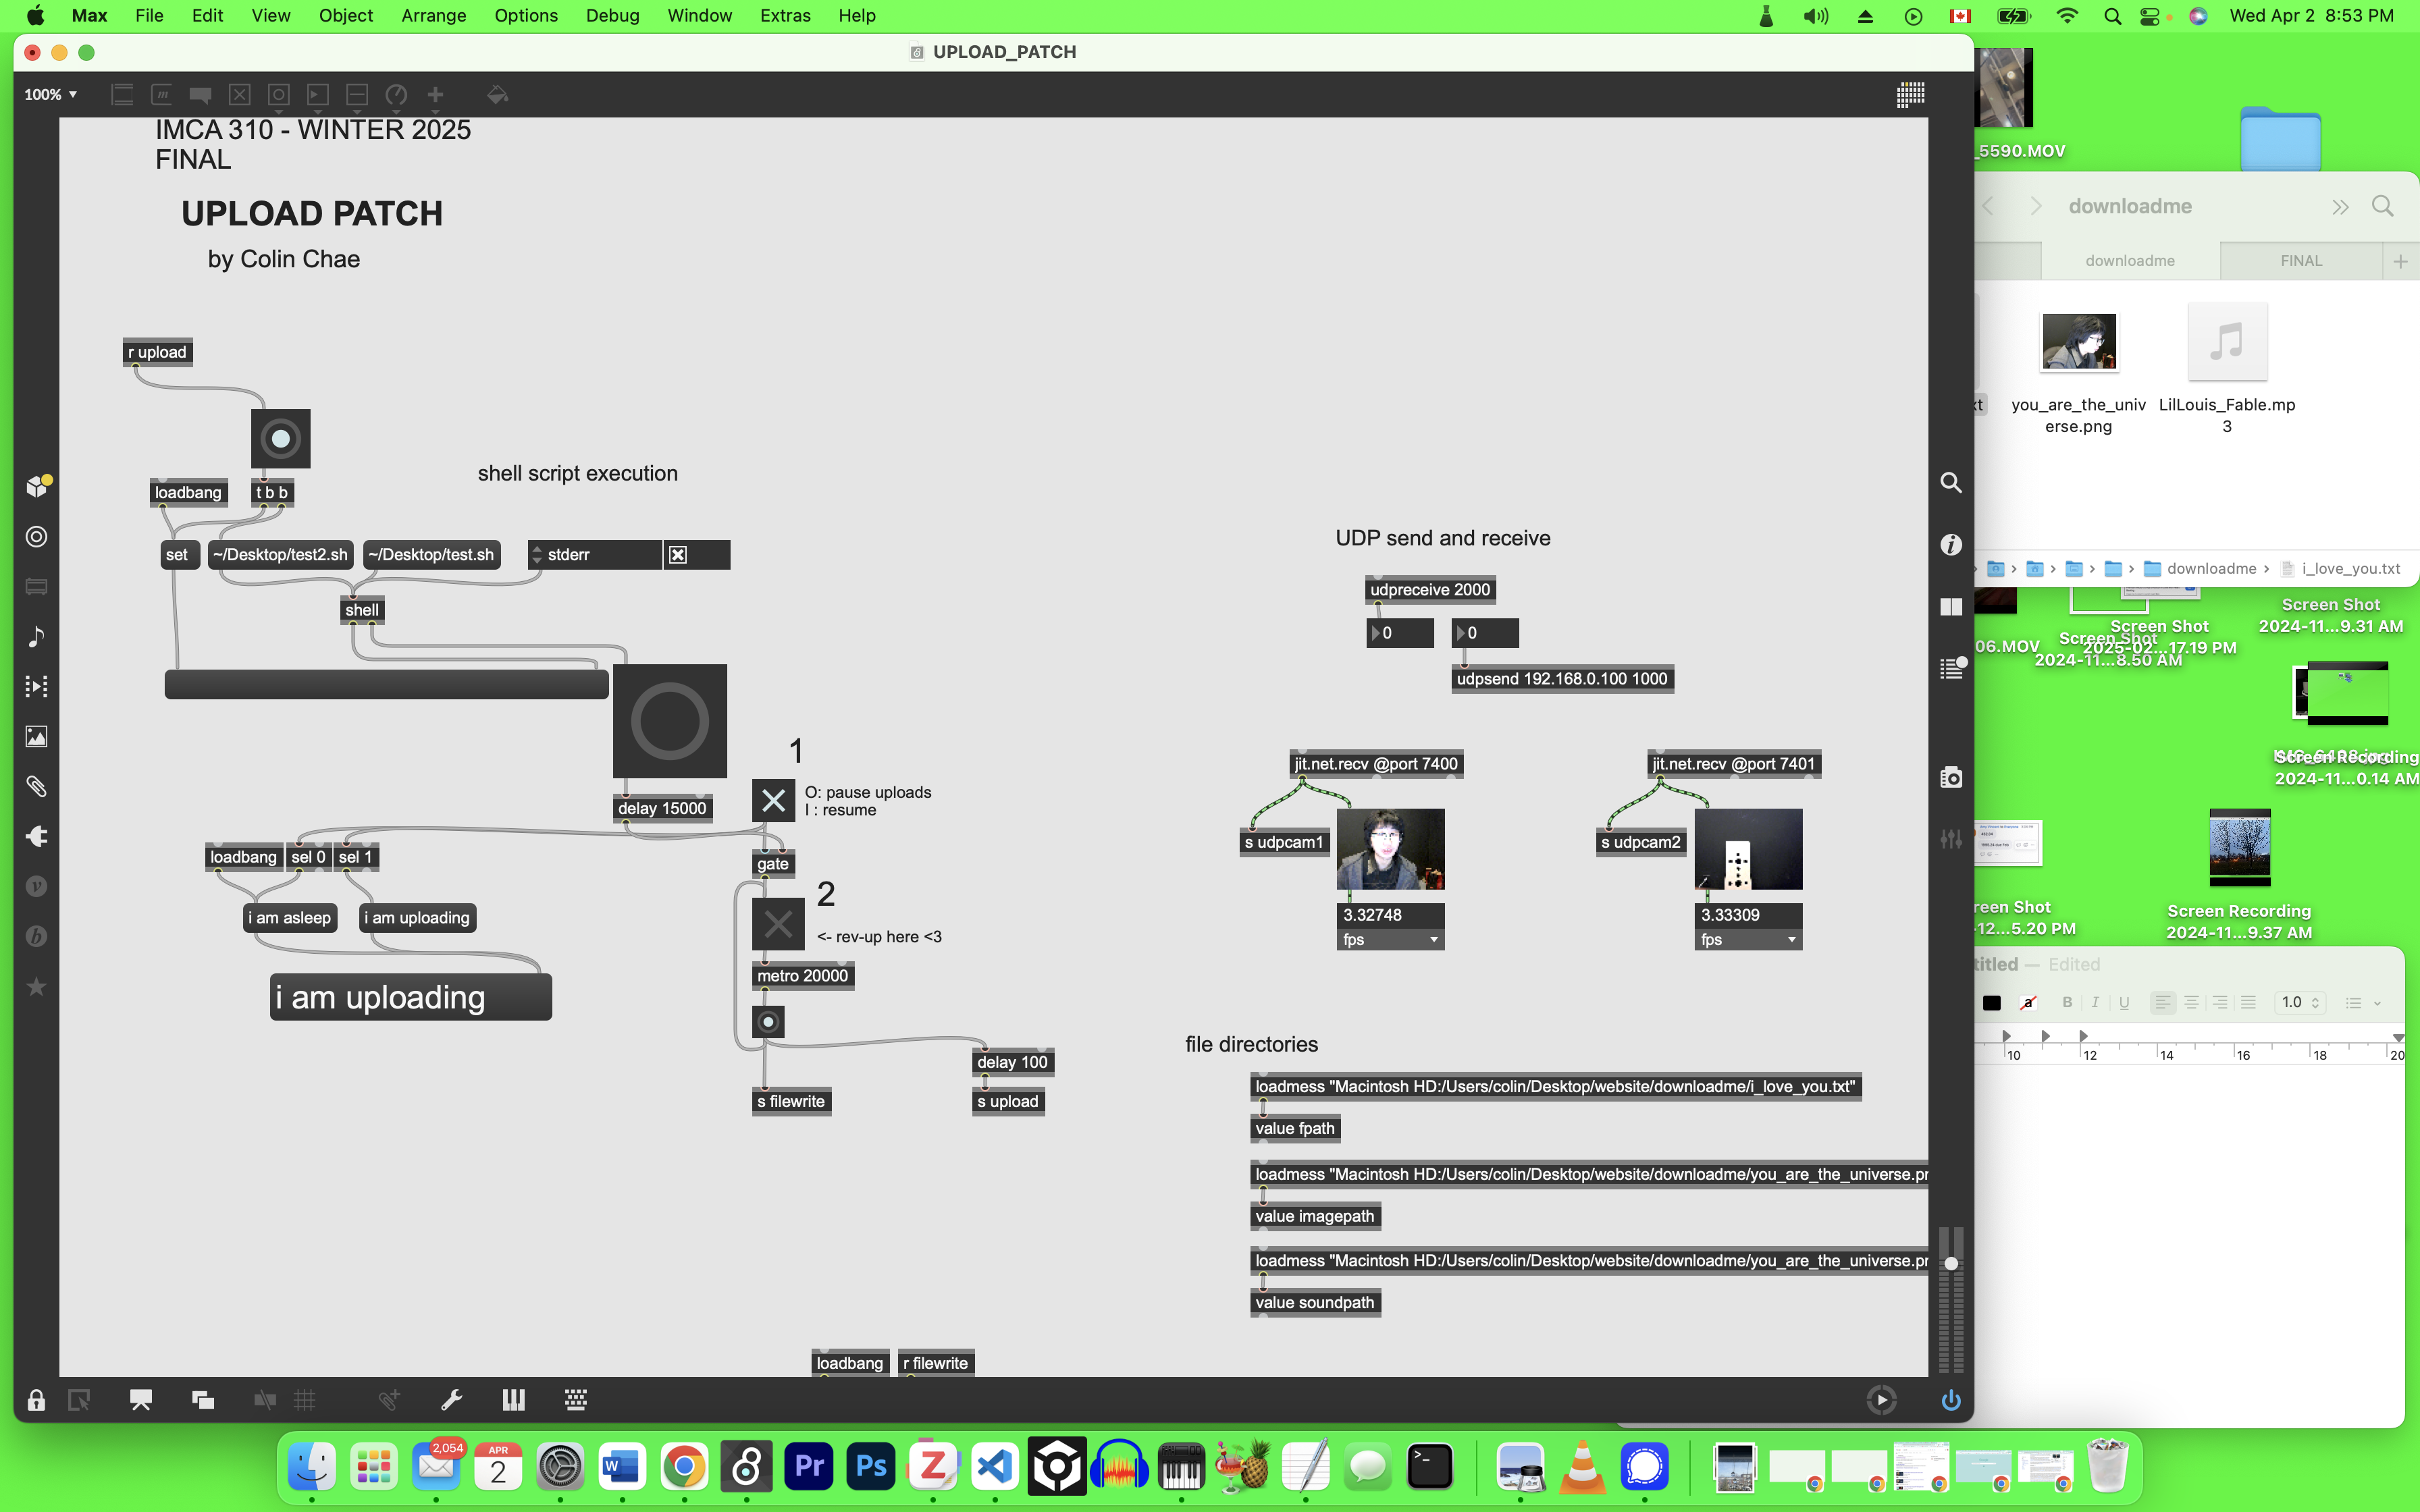 Max File Edit View Object Arrange Options Debug Window Extras Help
Wed Apr 2 8:53 PM
UPLOAD_PATCH
100%
IMCA 310 - WINTER 2025
FINAL
UPLOAD PATCH
by Colin Chae
r upload
loadbang
t b b
shell script execution
set
~/Desktop/test2.sh
~/Desktop/test.sh
stderr
shell
1
O: pause uploads
I : resume
delay 15000
gate
loadbang
sel 0
sel 1
2
i am asleep
i am uploading
<- rev-up here <3
metro 20000
i am uploading
delay 100
s filewrite
s upload
UDP send and receive
udpreceive 2000
0
0
udpsend 192.168.0.100 1000
jit.net.recv @port 7400
s udpcam1
3.32748
fps
jit.net.recv @port 7401
s udpcam2
3.33309
fps
file directories
loadmess "Macintosh HD:/Users/colin/Desktop/website/downloadme/i_love_you.txt"
value fpath
loadmess "Macintosh HD:/Users/colin/Desktop/website/downloadme/you_are_the_universe.pr
value imagepath
loadmess "Macintosh HD:/Users/colin/Desktop/website/downloadme/you_are_the_universe.pr
value soundpath
loadbang
r filewrite
_5590.MOV
downloadme
downloadme
FINAL
you_are_the_univ
erse.png
LilLouis_Fable.mp
3
downloadme
i_love_you.txt
Screen Shot
2024-11...9.31 AM
06.MOV
Screen Shot
2024-11...8.50 AM
Screen Shot
2025-02...17.19 PM
Screen Recording
2024-11...0.14 AM
reen Shot
-12...5.20 PM
Screen Recording
2024-11...9.37 AM
titled — Edited
B I U
1.0
10 12 14 16 18 20
2,054
APR
2
Pr
Ps